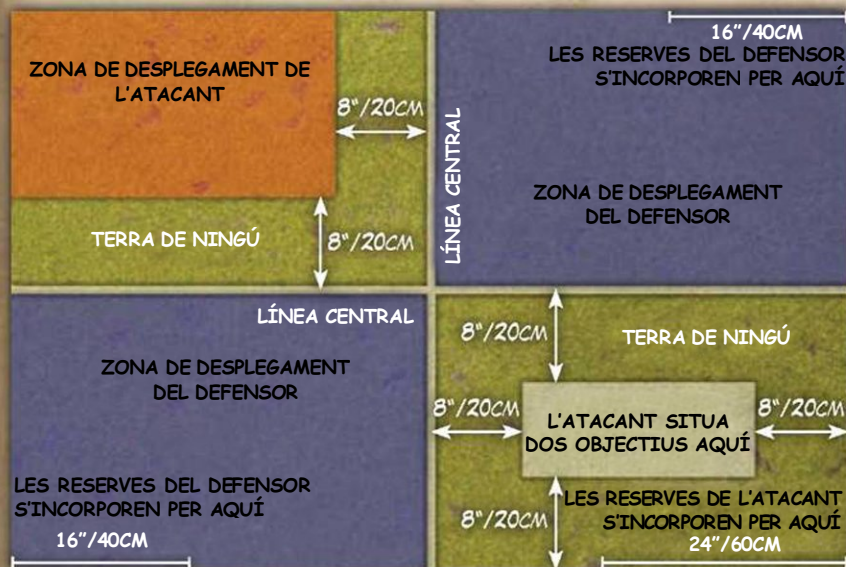 ZONA DE DESPLEGAMENT DE
L'ATACANT
8"/20CM
8"/20CM
TERRA DE NINGÚ
LÍNEA CENTRAL
16"/40CM
LES RESERVES DEL DEFENSOR
S'INCORPOREN PER AQUÍ
ZONA DE DESPLEGAMENT
DEL DEFENSOR
LÍNEA CENTRAL
ZONA DE DESPLEGAMENT
DEL DEFENSOR
LES RESERVES DEL DEFENSOR
S'INCORPOREN PER AQUÍ
16"/40CM
8"/20CM
TERRA DE NINGÚ
8"/20CM
L'ATACANT SITUA
DOS OBJECTIUS AQUÍ
8"/20CM
8"/20CM
LES RESERVES DE L'ATACANT
S'INCORPOREN PER AQUÍ
24"/60CM